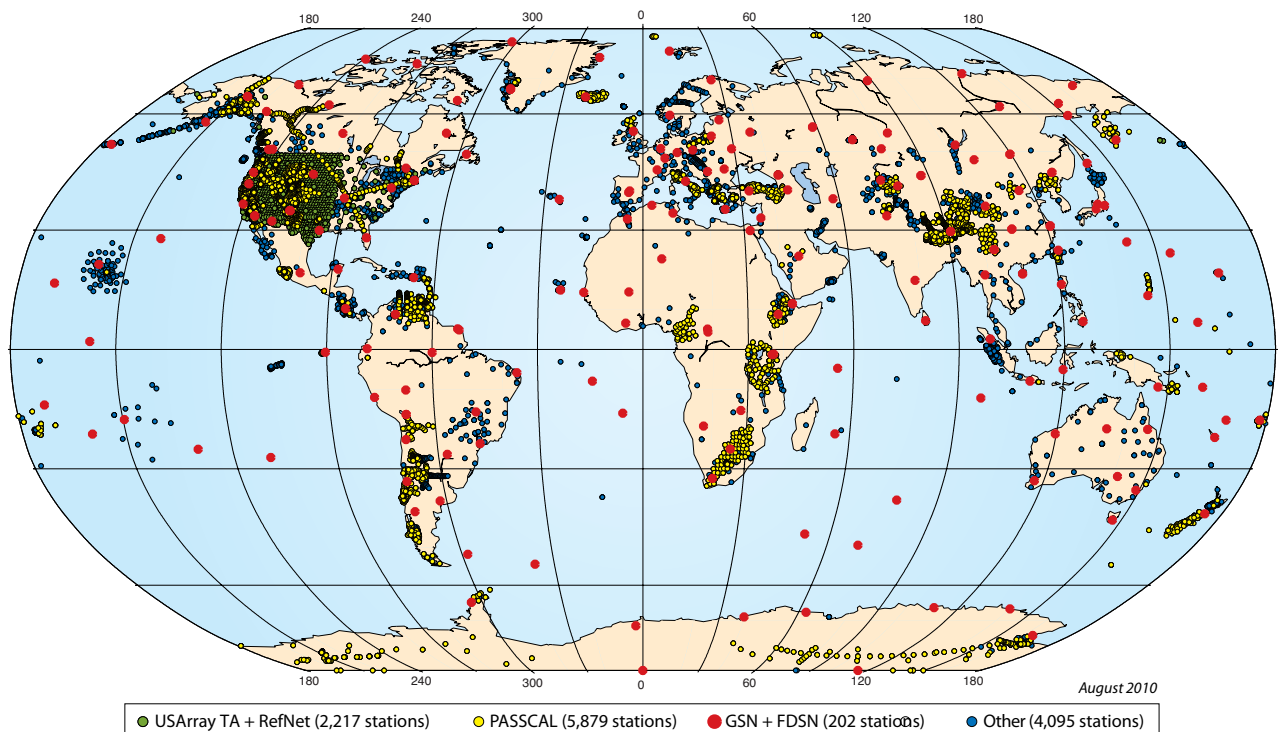 180 240 300 0 60 120 180
180 240 300 0 60 120 180
August 2010
USArray TA + RefNet (2,217 stations) PASSCAL (5,879 stations) GSN + FDSN (202 stations) Other (4,095 stations)